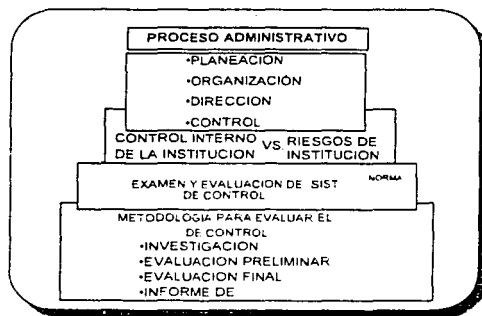 PROCESO ADMINISTRATIVO
•PLANEACIÓN
•ORGANIZACIÓN
•DIRECCION
•CONTROL
CONTROL INTERNO VS. RIESGOS DE
DE LA INSTITUCION INSTITUCION
EXAMEN Y EVALUACION DE SIST NORMA
DE CONTROL
METODOLOGIA PARA EVALUAR EL
DE CONTROL
•INVESTIGACION
•EVALUACION PRELIMINAR
•EVALUACION FINAL
•INFORME DE